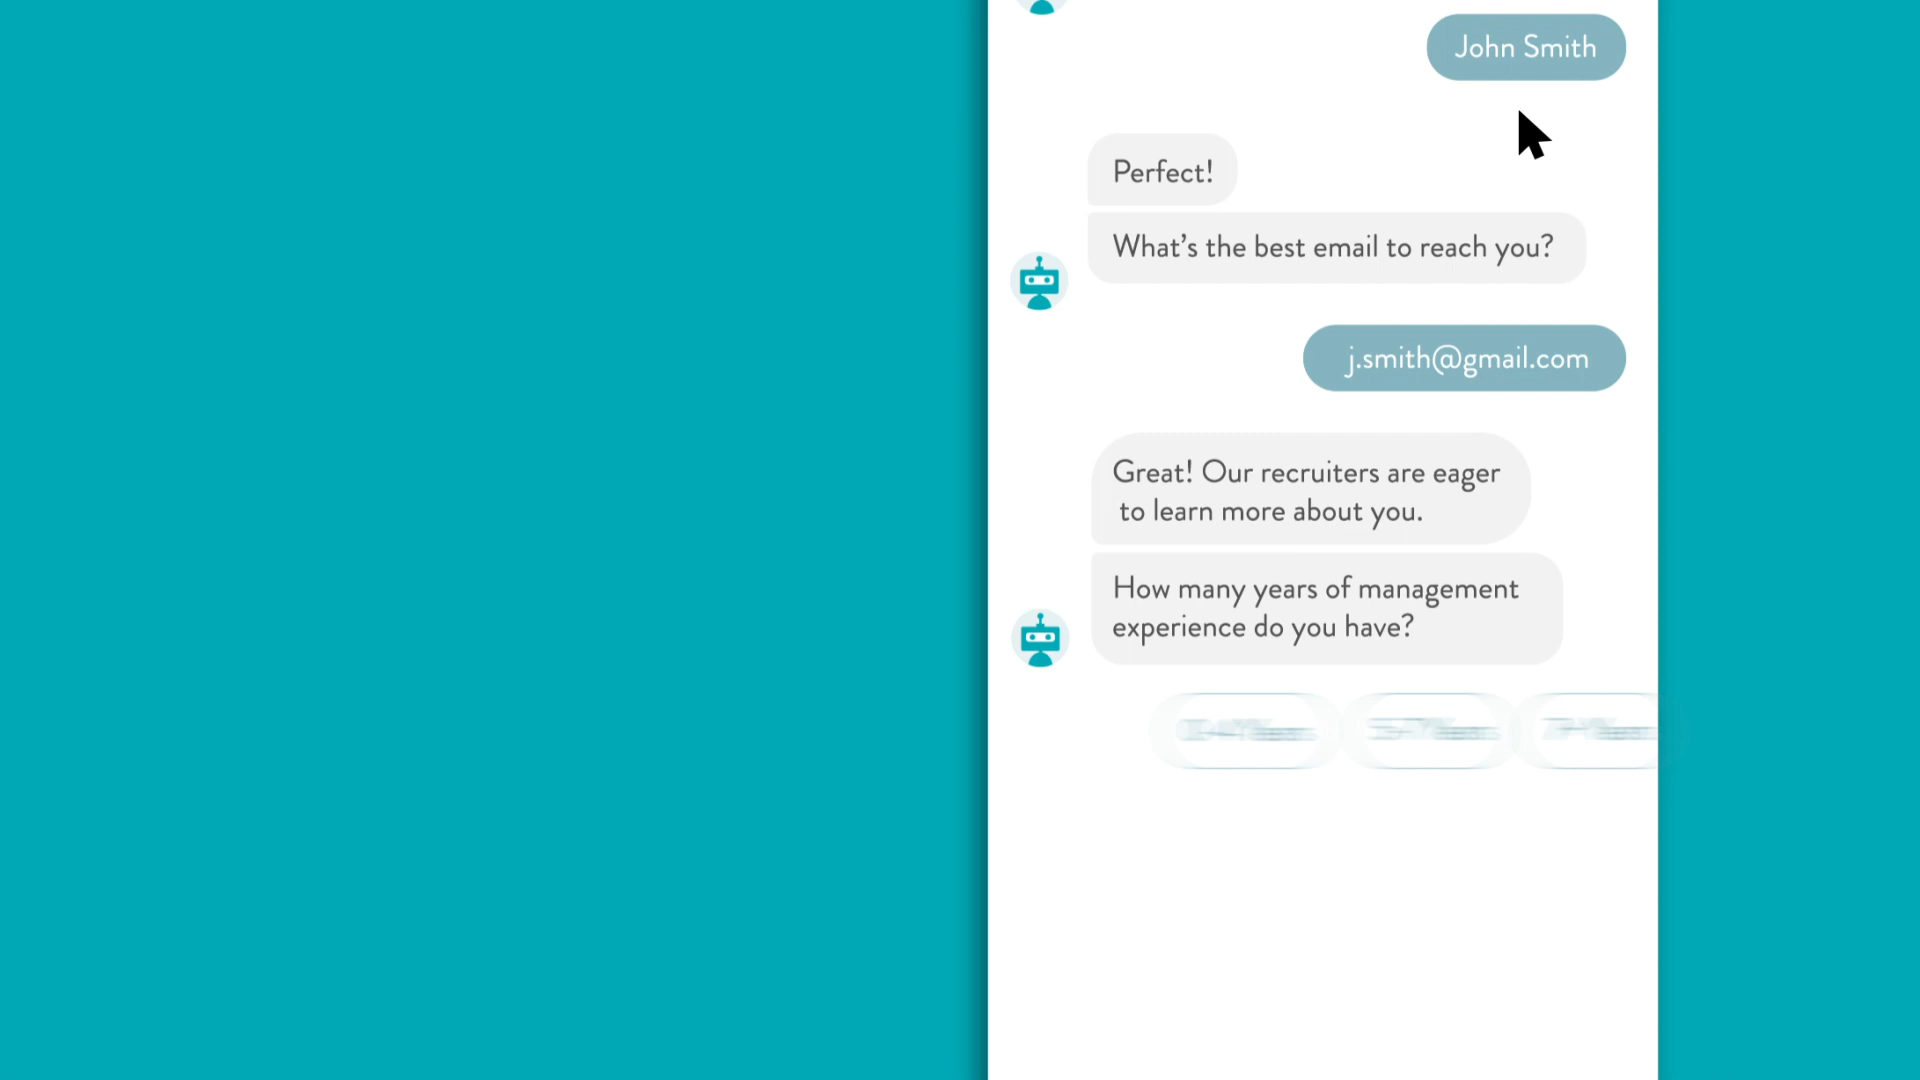 John Smith
Perfect!
What’s the best email to reach you?
j.smith@gmail.com
Great! Our recruiters are eager
to learn more about you.
How many years of management
experience do you have?